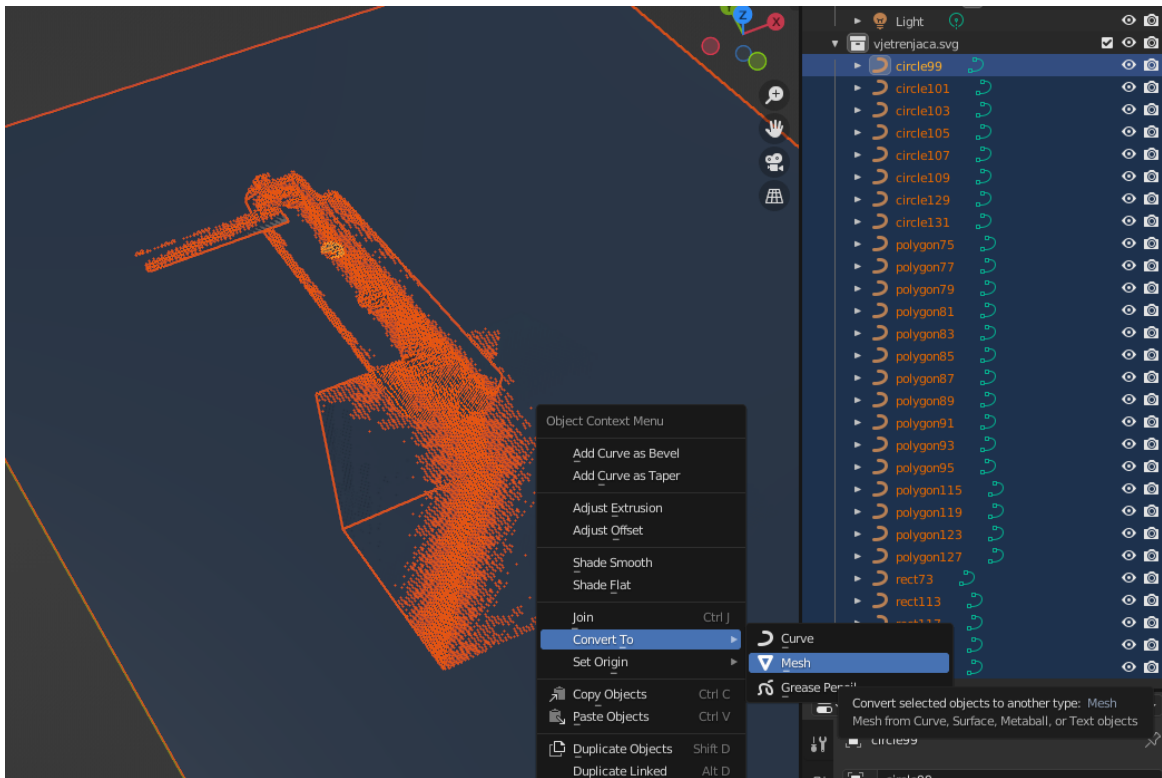 Y
Z
X
Light
vjetrenjaca.svg
circle99
circle101
circle103
circle105
circle107
circle109
circle129
circle131
polygon75
polygon77
polygon79
polygon81
polygon83
polygon85
polygon87
polygon89
polygon91
polygon93
polygon95
polygon115
polygon119
polygon123
polygon127
rect73
rect113
Object Context Menu
Add Curve as Bevel
Add Curve as Taper
Adjust Extrusion
Adjust Offset
Shade Smooth
Shade Flat
Join Ctrl J
Convert To
Set Origin
Copy Objects Ctrl C
Paste Objects Ctrl V
Duplicate Objects Shift D
Duplicate Linked Alt D
Curve
Mesh
Grease Pencil
Convert selected objects to another type: Mesh
Mesh from Curve, Surface, Metaball, or Text objects
circle99
circle99